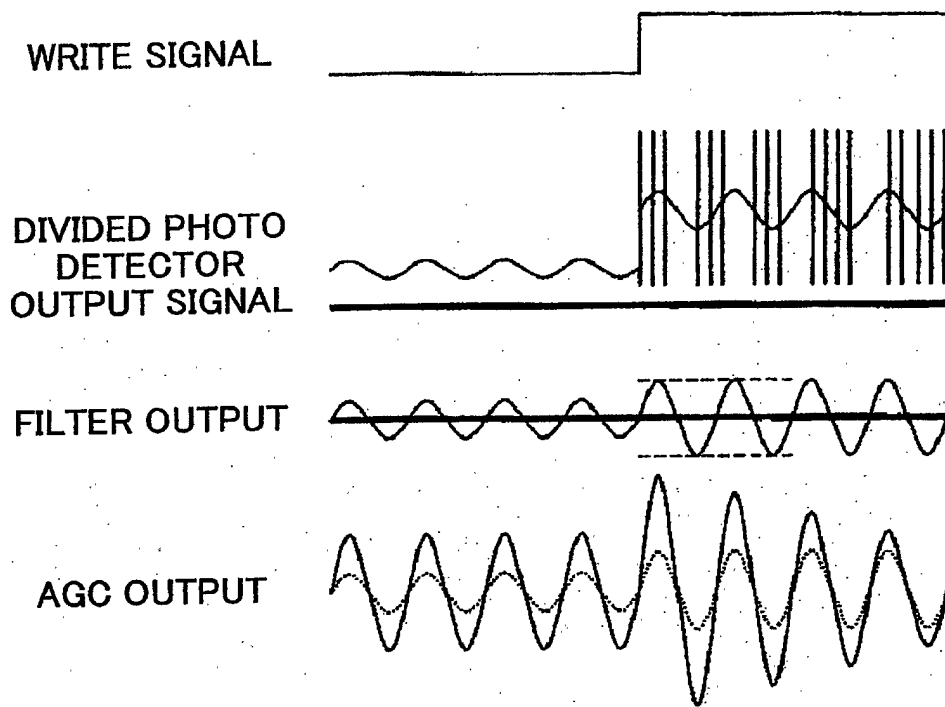 WRITE SIGNAL
DIVIDED PHOTO
DETECTOR
OUTPUT SIGNAL
FILTER OUTPUT
AGC OUTPUT